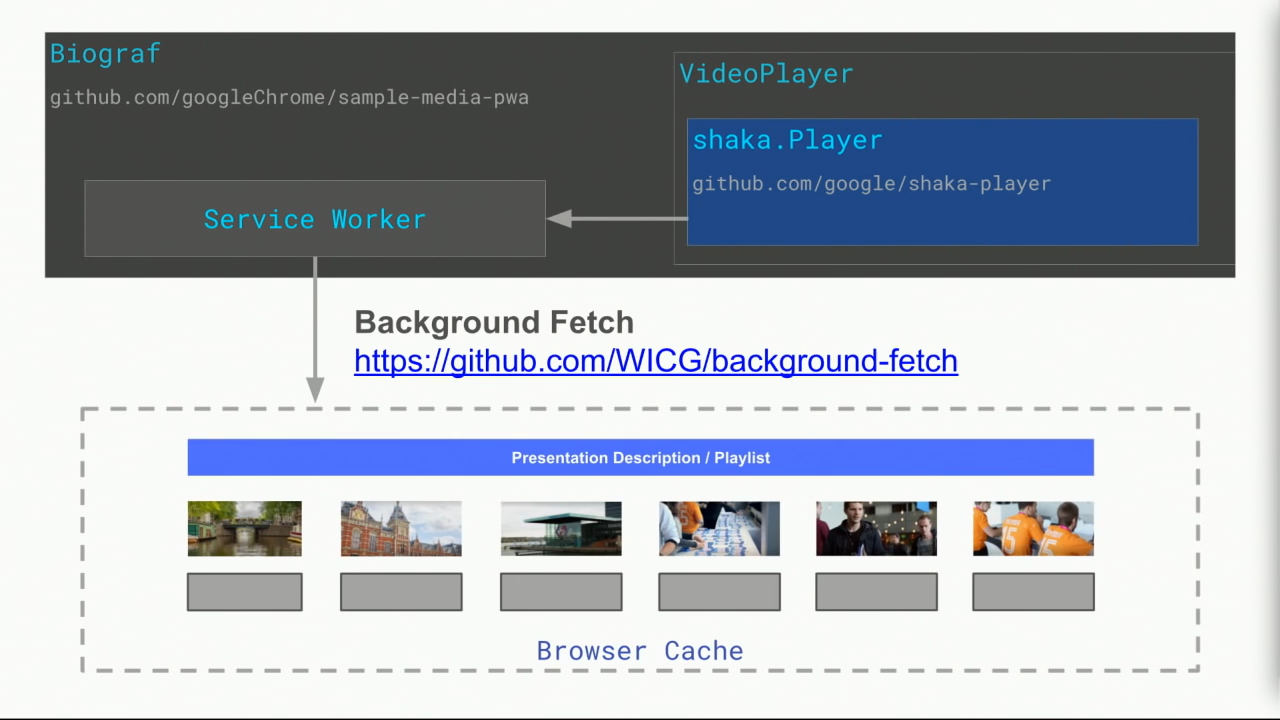 Biograf
github.com/googleChrome/sample-media-pwa
VideoPlayer
shaka.Player
github.com/google/shaka-player
Service Worker
Background Fetch
https://github.com/WICG/background-fetch
Presentation Description / Playlist
Browser Cache